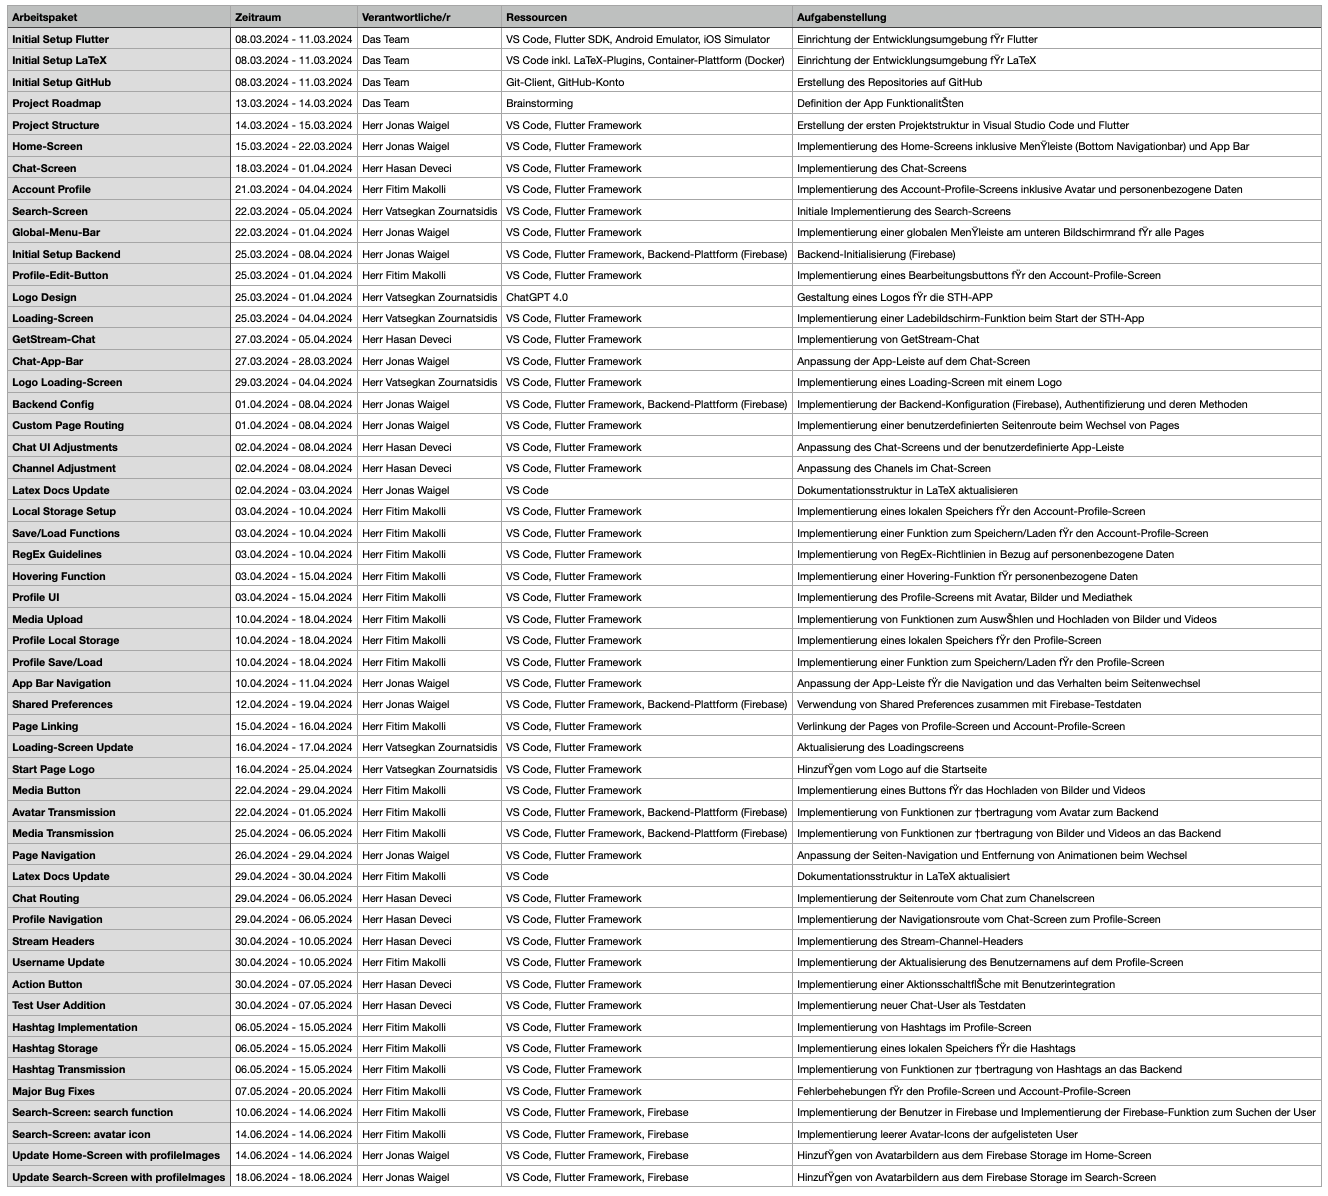 Arbeitspaket Zeitraum Verantwortliche/r Ressourcen Aufgabenstellung
Initial Setup Flutter 08.03.2024 - 11.03.2024 Das Team VS Code, Flutter SDK, Android Emulator, iOS Simulator Einrichtung der Entwicklungsumgebung fŸr Flutter
Initial Setup LaTeX 08.03.2024 - 11.03.2024 Das Team VS Code inkl. LaTeX-Plugins, Container-Plattform (Docker) Einrichtung der Entwicklungsumgebung fŸr LaTeX
Initial Setup GitHub 08.03.2024 - 11.03.2024 Das Team Git-Client, GitHub-Konto Erstellung des Repositories auf GitHub
Project Roadmap 13.03.2024 - 14.03.2024 Das Team Brainstorming Definition der App FunktionalitŠten
Project Structure 14.03.2024 - 15.03.2024 Herr Jonas Waigel VS Code, Flutter Framework Erstellung der ersten Projektstruktur in Visual Studio Code und Flutter
Home-Screen 15.03.2024 - 22.03.2024 Herr Jonas Waigel VS Code, Flutter Framework Implementierung des Home-Screens inklusive MenŸleiste (Bottom Navigationbar) und App Bar
Chat-Screen 18.03.2024 - 01.04.2024 Herr Hasan Deveci VS Code, Flutter Framework Implementierung des Chat-Screens
Account Profile 21.03.2024 - 04.04.2024 Herr Fitim Makolli VS Code, Flutter Framework Implementierung des Account-Profile-Screens inklusive Avatar und personenbezogene Daten
Search-Screen 22.03.2024 - 05.04.2024 Herr Vatsegkan Zournatsidis VS Code, Flutter Framework Initiale Implementierung des Search-Screens
Global-Menu-Bar 22.03.2024 - 01.04.2024 Herr Jonas Waigel VS Code, Flutter Framework Implementierung einer globalen MenŸleiste am unteren Bildschirmrand fŸr alle Pages
Initial Setup Backend 25.03.2024 - 08.04.2024 Herr Jonas Waigel VS Code, Flutter Framework, Backend-Plattform (Firebase) Backend-Initialisierung (Firebase)
Profile-Edit-Button 25.03.2024 - 01.04.2024 Herr Fitim Makolli VS Code, Flutter Framework Implementierung eines Bearbeitungsbuttons fŸr den Account-Profile-Screen
Logo Design 25.03.2024 - 01.04.2024 Herr Vatsegkan Zournatsidis ChatGPT 4.0 Gestaltung eines Logos fŸr die STH-APP
Loading-Screen 25.03.2024 - 04.04.2024 Herr Vatsegkan Zournatsidis VS Code, Flutter Framework Implementierung einer Ladebildschirm-Funktion beim Start der STH-App
GetStream-Chat 27.03.2024 - 05.04.2024 Herr Hasan Deveci VS Code, Flutter Framework Implementierung von GetStream-Chat
Chat-App-Bar 27.03.2024 - 28.03.2024 Herr Jonas Waigel VS Code, Flutter Framework Anpassung der App-Leiste auf dem Chat-Screen
Logo Loading-Screen 29.03.2024 - 04.04.2024 Herr Vatsegkan Zournatsidis VS Code, Flutter Framework Implementierung eines Loading-Screen mit einem Logo
Backend Config 01.04.2024 - 08.04.2024 Herr Jonas Waigel VS Code, Flutter Framework, Backend-Plattform (Firebase) Implementierung der Backend-Konfiguration (Firebase), Authentifizierung und deren Methoden
Custom Page Routing 01.04.2024 - 08.04.2024 Herr Jonas Waigel VS Code, Flutter Framework Implementierung einer benutzerdefinierten Seitenroute beim Wechsel von Pages
Chat UI Adjustments 02.04.2024 - 08.04.2024 Herr Hasan Deveci VS Code, Flutter Framework Anpassung des Chat-Screens und der benutzerdefinierte App-Leiste
Channel Adjustment 02.04.2024 - 08.04.2024 Herr Hasan Deveci VS Code, Flutter Framework Anpassung des Chanels im Chat-Screen
Latex Docs Update 02.04.2024 - 03.04.2024 Herr Jonas Waigel VS Code Dokumentationsstruktur in LaTeX aktualisieren
Local Storage Setup 03.04.2024 - 10.04.2024 Herr Fitim Makolli VS Code, Flutter Framework Implementierung eines lokalen Speichers fŸr den Account-Profile-Screen
Save/Load Functions 03.04.2024 - 10.04.2024 Herr Fitim Makolli VS Code, Flutter Framework Implementierung einer Funktion zum Speichern/Laden fŸr den Account-Profile-Screen
RegEx Guidelines 03.04.2024 - 10.04.2024 Herr Fitim Makolli VS Code, Flutter Framework Implementierung von RegEx-Richtlinien in Bezug auf personenbezogene Daten
Hovering Function 03.04.2024 - 15.04.2024 Herr Fitim Makolli VS Code, Flutter Framework Implementierung einer Hovering-Funktion fŸr personenbezogene Daten
Profile UI 03.04.2024 - 15.04.2024 Herr Fitim Makolli VS Code, Flutter Framework Implementierung des Profile-Screens mit Avatar, Bilder und Mediathek
Media Upload 10.04.2024 - 18.04.2024 Herr Fitim Makolli VS Code, Flutter Framework Implementierung von Funktionen zum AuswŠhlen und Hochladen von Bilder und Videos
Profile Local Storage 10.04.2024 - 18.04.2024 Herr Fitim Makolli VS Code, Flutter Framework Implementierung eines lokalen Speichers fŸr den Profile-Screen
Profile Save/Load 10.04.2024 - 18.04.2024 Herr Fitim Makolli VS Code, Flutter Framework Implementierung einer Funktion zum Speichern/Laden fŸr den Profile-Screen
App Bar Navigation 10.04.2024 - 11.04.2024 Herr Jonas Waigel VS Code, Flutter Framework Anpassung der App-Leiste fŸr die Navigation und das Verhalten beim Seitenwechsel
Shared Preferences 12.04.2024 - 19.04.2024 Herr Jonas Waigel VS Code, Flutter Framework, Backend-Plattform (Firebase) Verwendung von Shared Preferences zusammen mit Firebase-Testdaten
Page Linking 15.04.2024 - 16.04.2024 Herr Fitim Makolli VS Code, Flutter Framework Verlinkung der Pages von Profile-Screen und Account-Profile-Screen
Loading-Screen Update 16.04.2024 - 17.04.2024 Herr Vatsegkan Zournatsidis VS Code, Flutter Framework Aktualisierung des Loadingscreens
Start Page Logo 16.04.2024 - 25.04.2024 Herr Vatsegkan Zournatsidis VS Code, Flutter Framework HinzufŸgen vom Logo auf die Startseite
Media Button 22.04.2024 - 29.04.2024 Herr Fitim Makolli VS Code, Flutter Framework Implementierung eines Buttons fŸr das Hochladen von Bilder und Videos
Avatar Transmission 22.04.2024 - 01.05.2024 Herr Fitim Makolli VS Code, Flutter Framework, Backend-Plattform (Firebase) Implementierung von Funktionen zur †bertragung vom Avatar zum Backend
Media Transmission 25.04.2024 - 06.05.2024 Herr Fitim Makolli VS Code, Flutter Framework, Backend-Plattform (Firebase) Implementierung von Funktionen zur †bertragung von Bilder und Videos an das Backend
Page Navigation 26.04.2024 - 29.04.2024 Herr Jonas Waigel VS Code, Flutter Framework Anpassung der Seiten-Navigation und Entfernung von Animationen beim Wechsel
Latex Docs Update 29.04.2024 - 30.04.2024 Herr Fitim Makolli VS Code Dokumentationsstruktur in LaTeX aktualisiert
Chat Routing 29.04.2024 - 06.05.2024 Herr Hasan Deveci VS Code, Flutter Framework Implementierung der Seitenroute vom Chat zum Chanelscreen
Profile Navigation 29.04.2024 - 06.05.2024 Herr Hasan Deveci VS Code, Flutter Framework Implementierung der Navigationsroute vom Chat-Screen zum Profile-Screen
Stream Headers 30.04.2024 - 10.05.2024 Herr Hasan Deveci VS Code, Flutter Framework Implementierung des Stream-Channel-Headers
Username Update 30.04.2024 - 10.05.2024 Herr Fitim Makolli VS Code, Flutter Framework Implementierung der Aktualisierung des Benutzernamens auf dem Profile-Screen
Action Button 30.04.2024 - 07.05.2024 Herr Hasan Deveci VS Code, Flutter Framework Implementierung einer AktionsschaltflŠche mit Benutzerintegration
Test User Addition 30.04.2024 - 07.05.2024 Herr Hasan Deveci VS Code, Flutter Framework Implementierung neuer Chat-User als Testdaten
Hashtag Implementation 06.05.2024 - 15.05.2024 Herr Fitim Makolli VS Code, Flutter Framework Implementierung von Hashtags im Profile-Screen
Hashtag Storage 06.05.2024 - 15.05.2024 Herr Fitim Makolli VS Code, Flutter Framework Implementierung eines lokalen Speichers fŸr die Hashtags
Hashtag Transmission 06.05.2024 - 15.05.2024 Herr Fitim Makolli VS Code, Flutter Framework Implementierung von Funktionen zur †bertragung von Hashtags an das Backend
Major Bug Fixes 07.05.2024 - 20.05.2024 Herr Fitim Makolli VS Code, Flutter Framework Fehlerbehebungen fŸr den Profile-Screen und Account-Profile-Screen
Search-Screen: search function 10.06.2024 - 14.06.2024 Herr Fitim Makolli VS Code, Flutter Framework, Firebase Implementierung der Benutzer in Firebase und Implementierung der Firebase-Funktion zum Suchen der User
Search-Screen: avatar icon 14.06.2024 - 14.06.2024 Herr Fitim Makolli VS Code, Flutter Framework, Firebase Implementierung leerer Avatar-Icons der aufgelisteten User
Update Home-Screen with profileImages 14.06.2024 - 14.06.2024 Herr Jonas Waigel VS Code, Flutter Framework, Firebase HinzufŸgen von Avatarbildern aus dem Firebase Storage im Home-Screen
Update Search-Screen with profileImages 18.06.2024 - 18.06.2024 Herr Jonas Waigel VS Code, Flutter Framework, Firebase HinzufŸgen von Avatarbildern aus dem Firebase Storage im Search-Screen